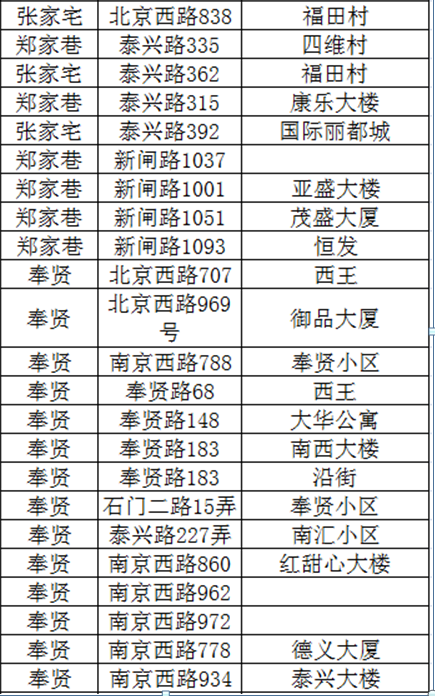 张家宅 北京西路838 福田村
郑家巷 泰兴路335 四维村
张家宅 泰兴路362 福田村
郑家巷 泰兴路315 康乐大楼
张家宅 泰兴路392 国际丽都城
郑家巷 新闸路1037
郑家巷 新闸路1001 亚盛大楼
郑家巷 新闸路1051 茂盛大厦
郑家巷 新闸路1093 恒发
奉贤 北京西路707 西王
奉贤 北京西路969
号 御品大厦
奉贤 南京西路788 奉贤小区
奉贤 奉贤路68 西王
奉贤 奉贤路148 大华公寓
奉贤 奉贤路183 南西大楼
奉贤 奉贤路183 沿街
奉贤 石门二路15弄 奉贤小区
奉贤 泰兴路227弄 南汇小区
奉贤 南京西路860 红甜心大楼
奉贤 南京西路962
奉贤 南京西路972
奉贤 南京西路778 德义大厦
奉贤 南京西路934 泰兴大楼